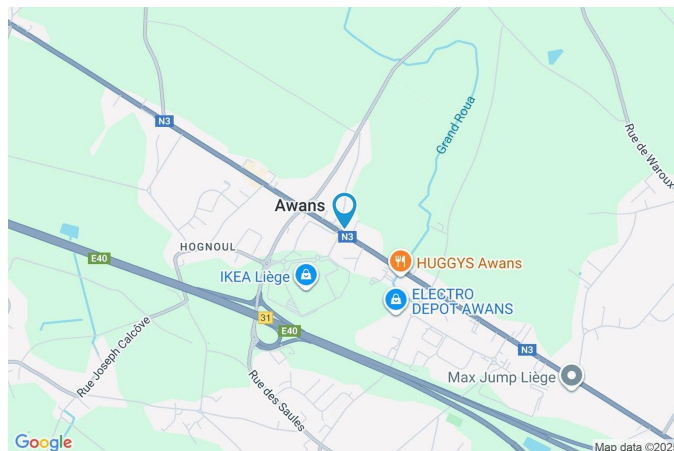 N3
Grand Roua
Rue de Waroux
Awans
N3
HOGNOUL
E40
IKEA Liège
HUGGYS Awans
ELECTRO
DEPOT AWANS
31
E40
N3
Rue Joseph Calcöve
Rue des Saules
Max Jump Liège
Google
Map data ©2025